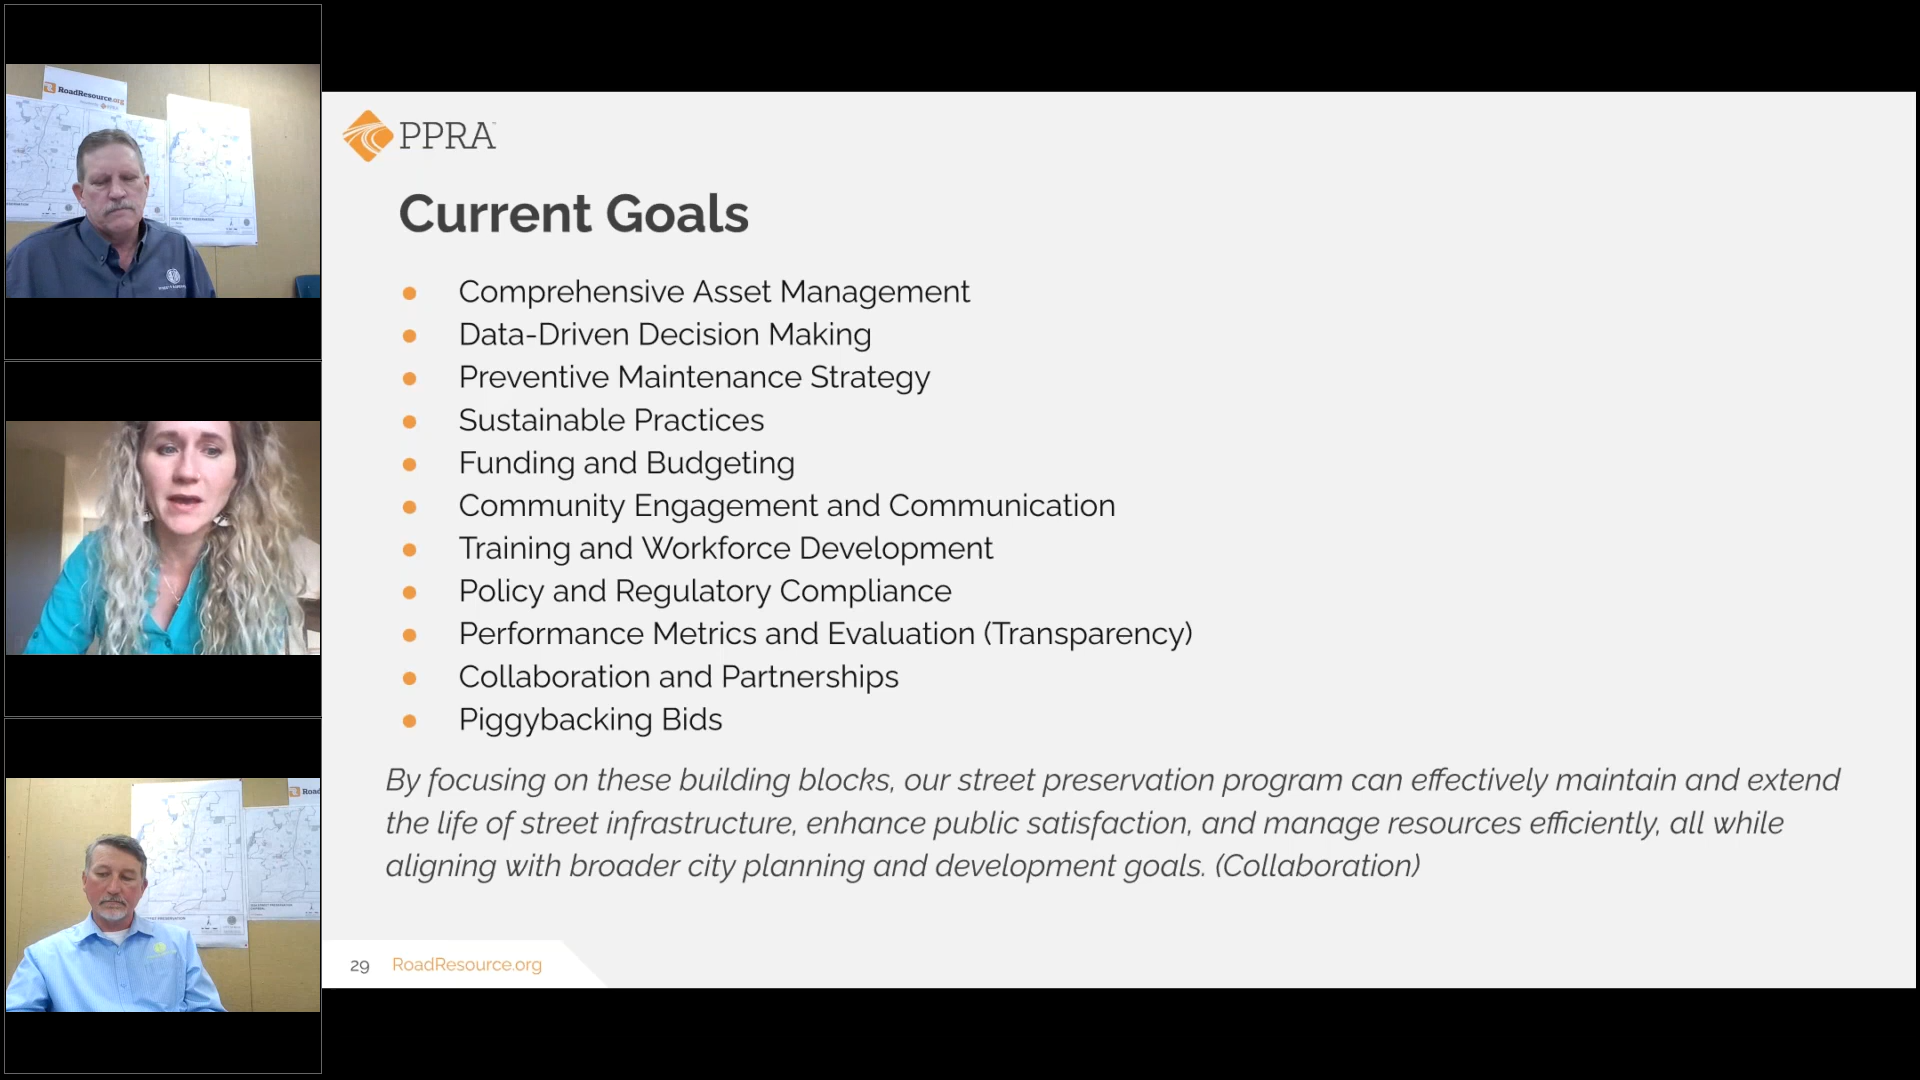 RoadResource.org
PPRA
Current Goals
Comprehensive Asset Management
Data-Driven Decision Making
Preventive Maintenance Strategy
Sustainable Practices
Funding and Budgeting
Community Engagement and Communication
Training and Workforce Development
Policy and Regulatory Compliance
Performance Metrics and Evaluation (Transparency)
Collaboration and Partnerships
Piggybacking Bids
By focusing on these building blocks, our street preservation program can effectively maintain and extend
the life of street infrastructure, enhance public satisfaction, and manage resources efficiently, all while
aligning with broader city planning and development goals. (Collaboration)
29 RoadResource.org